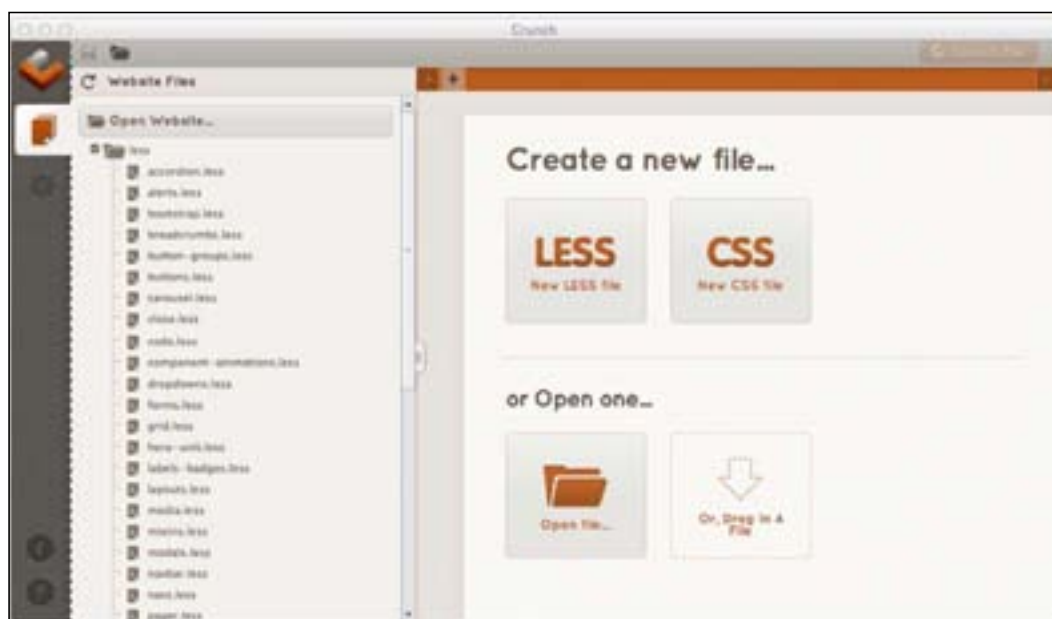 Crunch
Website Files
Open Website...
less
accordion.less
alerts.less
bootstrap.less
breadcrumbs.less
button-groups.less
buttons.less
carousel.less
close.less
code.less
component-animations.less
dropdowns.less
forms.less
grid.less
hero-unit.less
labels-badges.less
layouts.less
media.less
mixins.less
modals.less
navbar.less
navs.less
pager.less
Create a new file...
LESS
New LESS file
CSS
New CSS file
or Open one...
Open file...
Or, Drag in A
File